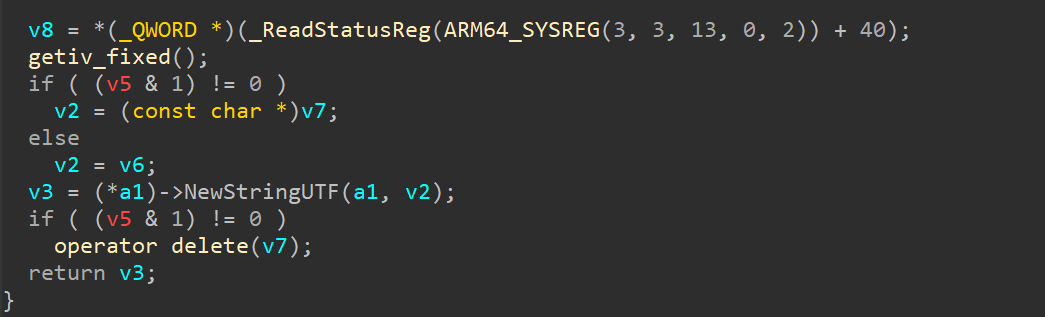 v8 = *(_QWORD *)(_ReadStatusReg(ARM64_SYSREG(3, 3, 13, 0, 2)) + 40);
getiv_fixed();
if ( (v5 & 1) != 0 )
v2 = (const char *)v7;
else
v2 = v6;
v3 = (*a1)->NewStringUTF(a1, v2);
if ( (v5 & 1) != 0 )
operator delete(v7);
return v3;
}